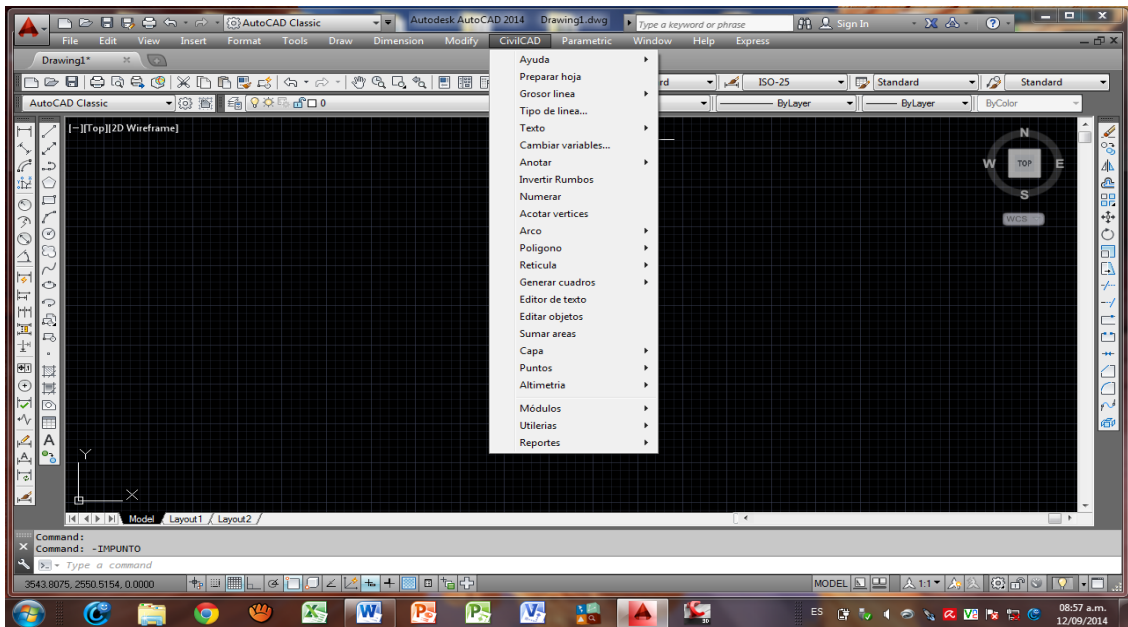 AutoCAD Classic
Autodesk AutoCAD 2014 Drawing1.dwg
Type a keyword or phrase
Sign In
File Edit View Insert Format Tools Draw Dimension Modify CivilCAD Parametric Window Help Express
Drawing1*
rd
ISO-25
Standard
Standard
AutoCAD Classic
0
ByLayer
ByLayer
ByColor
[−][Top][2D Wireframe]
Ayuda
Preparar hoja
Grosor linea
Tipo de linea...
Texto
Cambiar variables...
Anotar
Invertir Rumbos
Numerar
Acotar vertices
Arco
Poligono
Reticula
Generar cuadros
Editor de texto
Editar objetos
Sumar areas
Capa
Puntos
Altimetria
Módulos
Utilerias
Reportes
N
W TOP E
S
WCS
A
Y
X
Model Layout1 Layout2
Command:
Command: -IMPUNTO
Type a command
3543.8075, 2550.5154, 0.0000
MODEL
1:1
ES
08:57 a.m.
12/09/2014